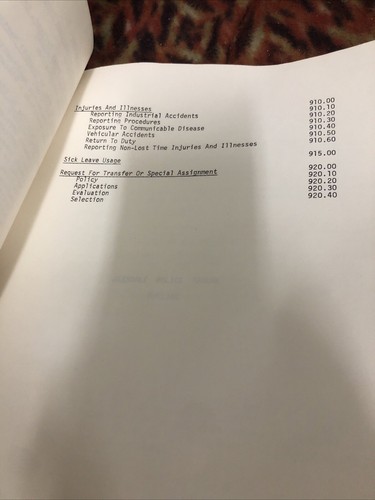 Injuries And Illnesses 910.00
Reporting Industrial Accidents 910.10
Reporting Procedures 910.20
Exposure To Communicable Disease 910.30
Vehicular Accidents 910.40
Return To Duty 910.50
Reporting Non-Lost Time Injuries And Illnesses 910.60
Sick Leave Usage 915.00
Request For Transfer Or Special Assignment 920.00
Policy 920.10
Applications 920.20
Evaluation 920.30
Selection 920.40